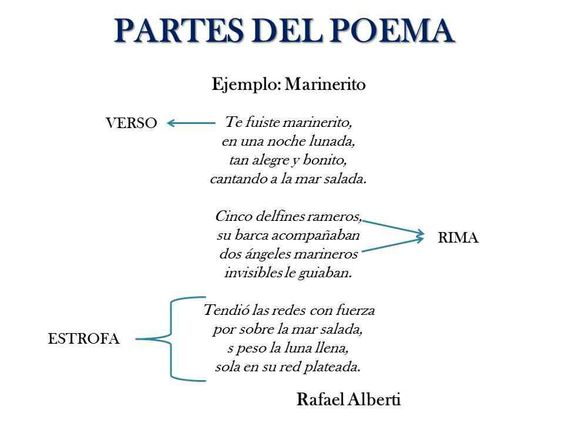 PARTES DEL POEMA
Ejemplo: Marinerito
VERSO
Te fuiste marinerito,
en una noche lunada,
tan alegre y bonito,
cantando a la mar salada.
Cinco delfines rameros,
su barca acompañaban
dos ángeles marineros
invisibles le guiaban.
RIMA
ESTROFA
Tendió las redes con fuerza
por sobre la mar salada,
s peso la luna llena,
sola en su red plateada.
Rafael Alberti